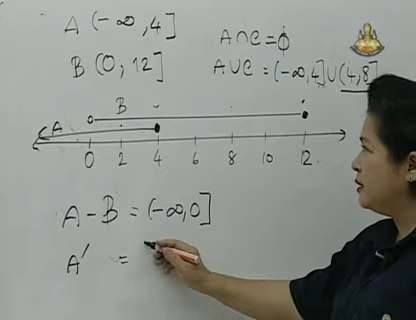 A (-∞, 4]
A∩C = ϕ
B (0, 12]
A∪C = (-∞, 4] ∪ (4, 8]
B
A
0 2 4 6 8 10 12
A - B = (-∞, 0]
A' =